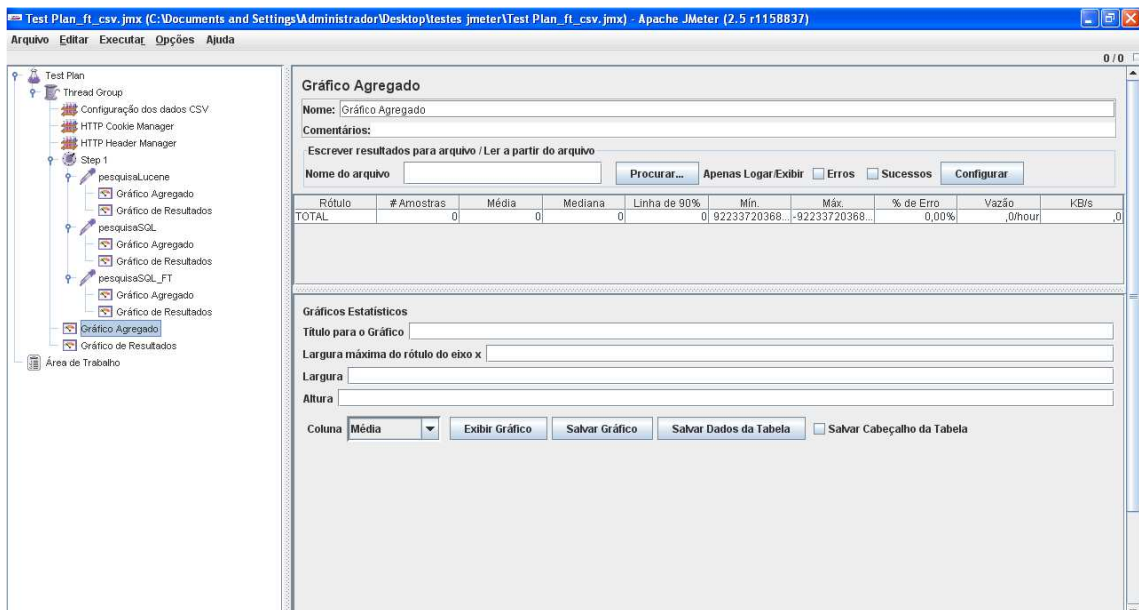 Test Plan_ft_csv.jmx (C:\Documents and Settings\Administrador\Desktop\testes jmeter\Test Plan_ft_csv.jmx) - Apache JMeter (2.5 r1158837)
Arquivo Editar Executar Opções Ajuda
0 / 0
Test Plan
Thread Group
Configuração dos dados CSV
HTTP Cookie Manager
HTTP Header Manager
Step 1
pesquisaLucene
Gráfico Agregado
Gráfico de Resultados
pesquisaSQL
Gráfico Agregado
Gráfico de Resultados
pesquisaSQL_FT
Gráfico Agregado
Gráfico de Resultados
Gráfico Agregado
Gráfico de Resultados
Área de Trabalho
Gráfico Agregado
Nome: Gráfico Agregado
Comentários:
Escrever resultados para arquivo / Ler a partir do arquivo
Nome do arquivo Procurar... Apenas Logar/Exibir Erros Sucessos Configurar
Rótulo # Amostras Média Mediana Linha de 90% Mín. Máx. % de Erro Vazão KB/s
TOTAL 0 0 0 0 92233720368... -92233720368... 0,00% ,0/hour ,0
Gráficos Estatísticos
Título para o Gráfico
Largura máxima do rótulo do eixo x
Largura
Altura
Coluna Média Exibir Gráfico Salvar Gráfico Salvar Dados da Tabela Salvar Cabeçalho da Tabela